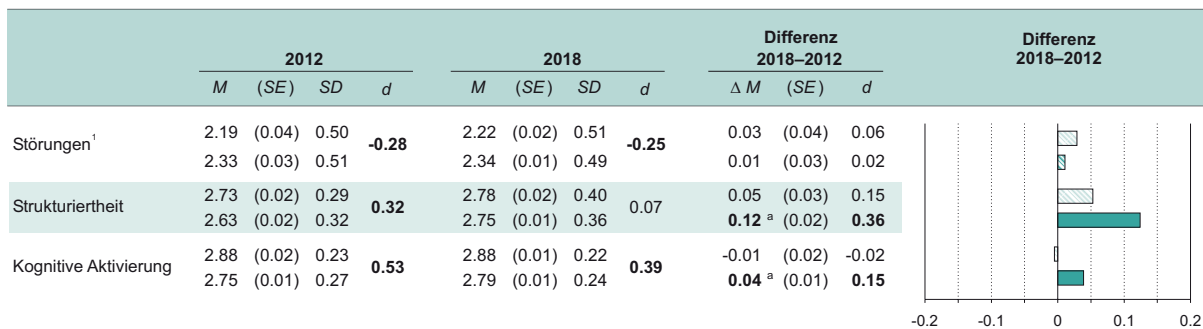 Differenz Differenz
2012 2018 2018–2012 2018–2012
M (SE) SD d M (SE) SD d Δ M (SE) d
2.19 (0.04) 0.50 2.22 (0.02) 0.51 0.03 (0.04) 0.06
Störungen¹ -0.28 -0.25
2.33 (0.03) 0.51 2.34 (0.01) 0.49 0.01 (0.03) 0.02
2.73 (0.02) 0.29 2.78 (0.02) 0.40 0.05 (0.03) 0.15
Strukturiertheit 0.32 0.07
2.63 (0.02) 0.32 2.75 (0.01) 0.36 0.12 a (0.02) 0.36
2.88 (0.02) 0.23 2.88 (0.01) 0.22 -0.01 (0.02) -0.02
Kognitive Aktivierung 0.53 0.39
2.75 (0.01) 0.27 2.79 (0.01) 0.24 0.04 a (0.01) 0.15
-0.2 -0.1 0 0.1 0.2